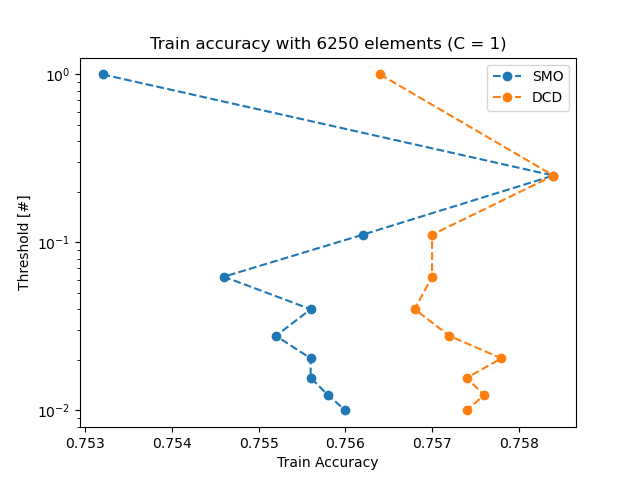 Train accuracy with 6250 elements (C = 1)
SMO
DCD
Threshold [#]
10⁰
10⁻¹
10⁻²
0.753 0.754 0.755 0.756 0.757 0.758
Train Accuracy